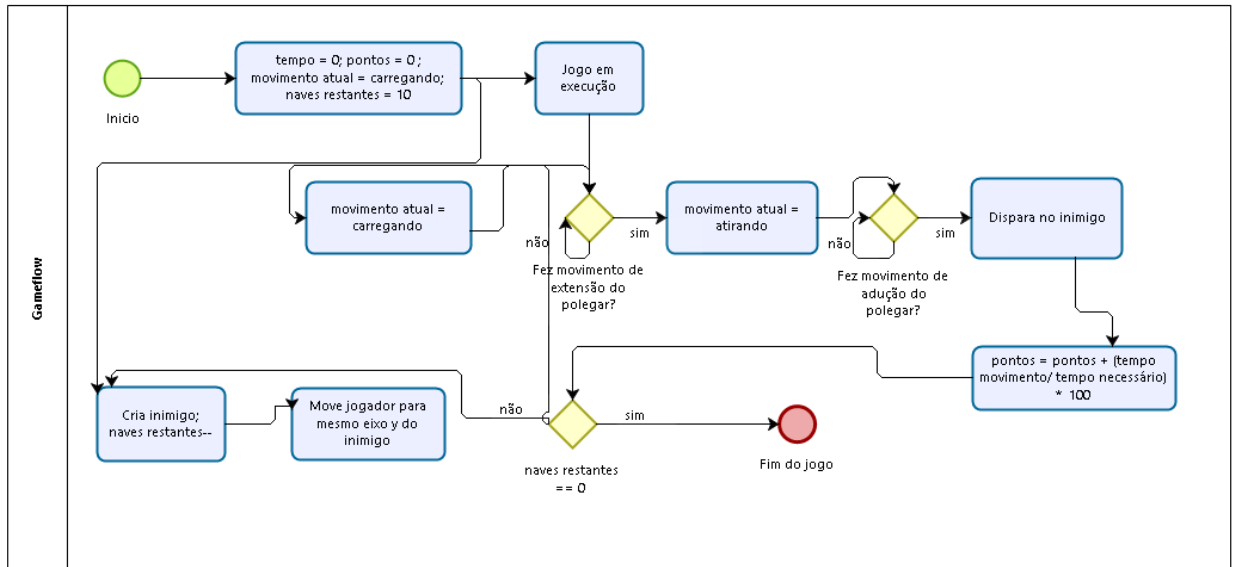 Gameflow
Inicio
tempo = 0; pontos = 0 ;
movimento atual = carregando;
naves restantes = 10
Jogo em
execução
movimento atual =
carregando
não
Fez movimento de
extensão do
polegar?
sim
movimento atual =
atirando
não
Fez movimento de
adução do
polegar?
sim
Dispara no inimigo
pontos = pontos + (tempo
movimento/ tempo necessário)
* 100
Cria inimigo;
naves restantes--
Move jogador para
mesmo eixo y do
inimigo
não
naves restantes
== 0
sim
Fim do jogo